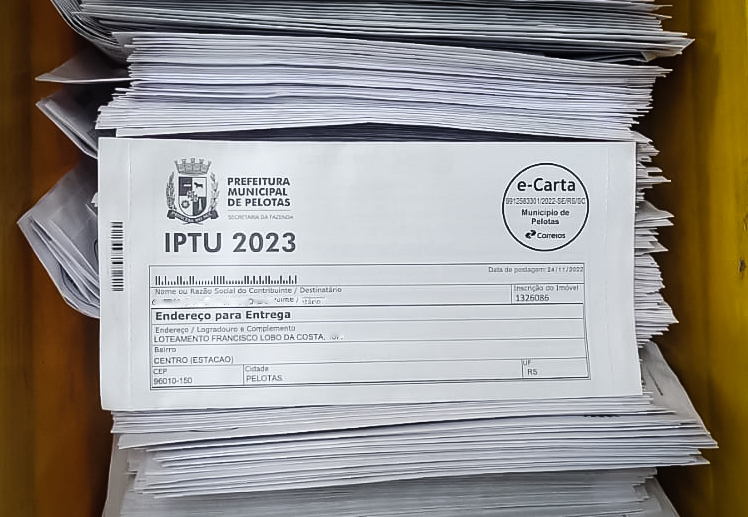 PREFEITURA
MUNICIPAL
DE PELOTAS
SECRETARIA DA FAZENDA
IPTU 2023
e-Carta
9912583301/2022-SE/RS/SC
Município de
Pelotas
Correios
Data de postagem: 24/11/2022
Nome ou Razão Social do Contribuinte / Destinatário
Inscrição do Imóvel
1326086
Endereço para Entrega
Endereço / Logradouro e Complemento
LOTEAMENTO FRANCISCO LOBO DA COSTA,
Bairro
CENTRO (ESTACAO)
CEP
Cidade
UF
96010-150
PELOTAS
RS